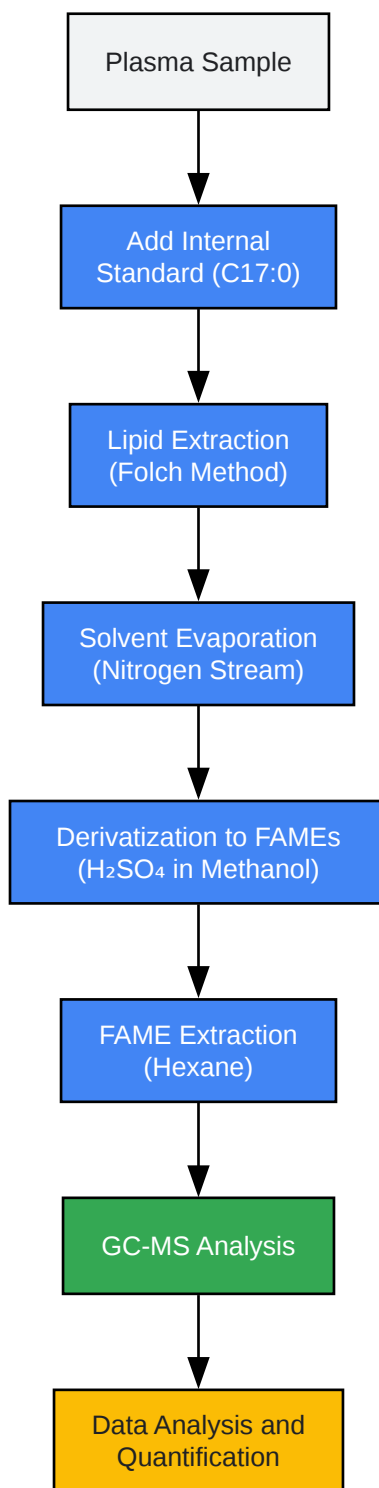 Plasma Sample
Add Internal
Standard (C17:0)
Lipid Extraction
(Folch Method)
Solvent Evaporation
(Nitrogen Stream)
Derivatization to FAMEs
(H₂SO₄ in Methanol)
FAME Extraction
(Hexane)
GC-MS Analysis
Data Analysis and
Quantification